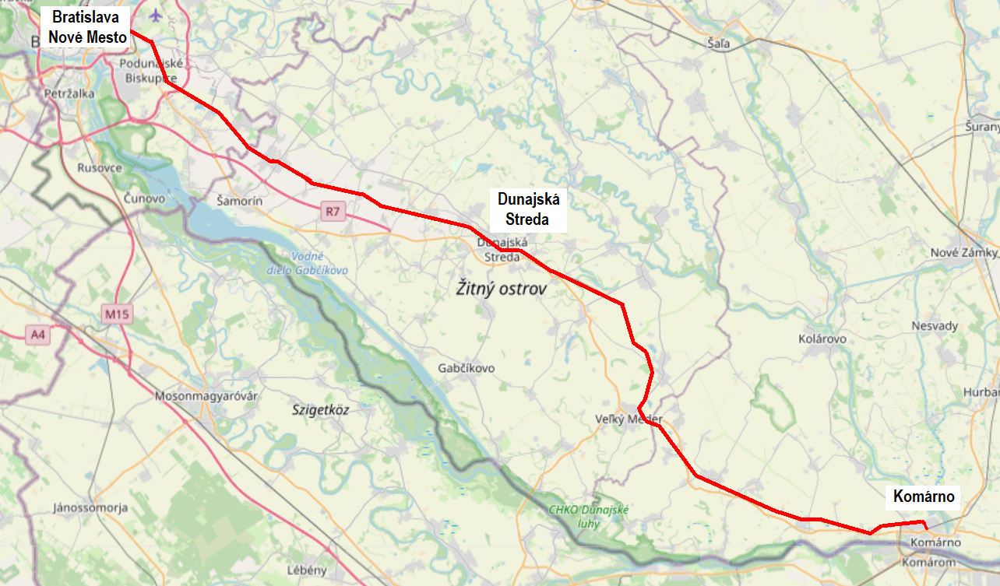 Bratislava
Nové Mesto
B
Podunajské
Biskupice
Petržalka
Šaľa
Šurany
Rusovce
Čunovo
Šamorín
R7
Dunajská
Streda
Dunajská
Streda
Vodné
dielo Gabčíkovo
Žitný ostrov
Nové Zámky
M15
A4
Nesvady
Kolárovo
Gabčíkovo
Mosonmagyaróvár
Szigetköz
Hurban
Veľký Meder
Komárno
Jánossomorja
CHKO Dunajské
luhy
Komárno
Komárom
Lébény